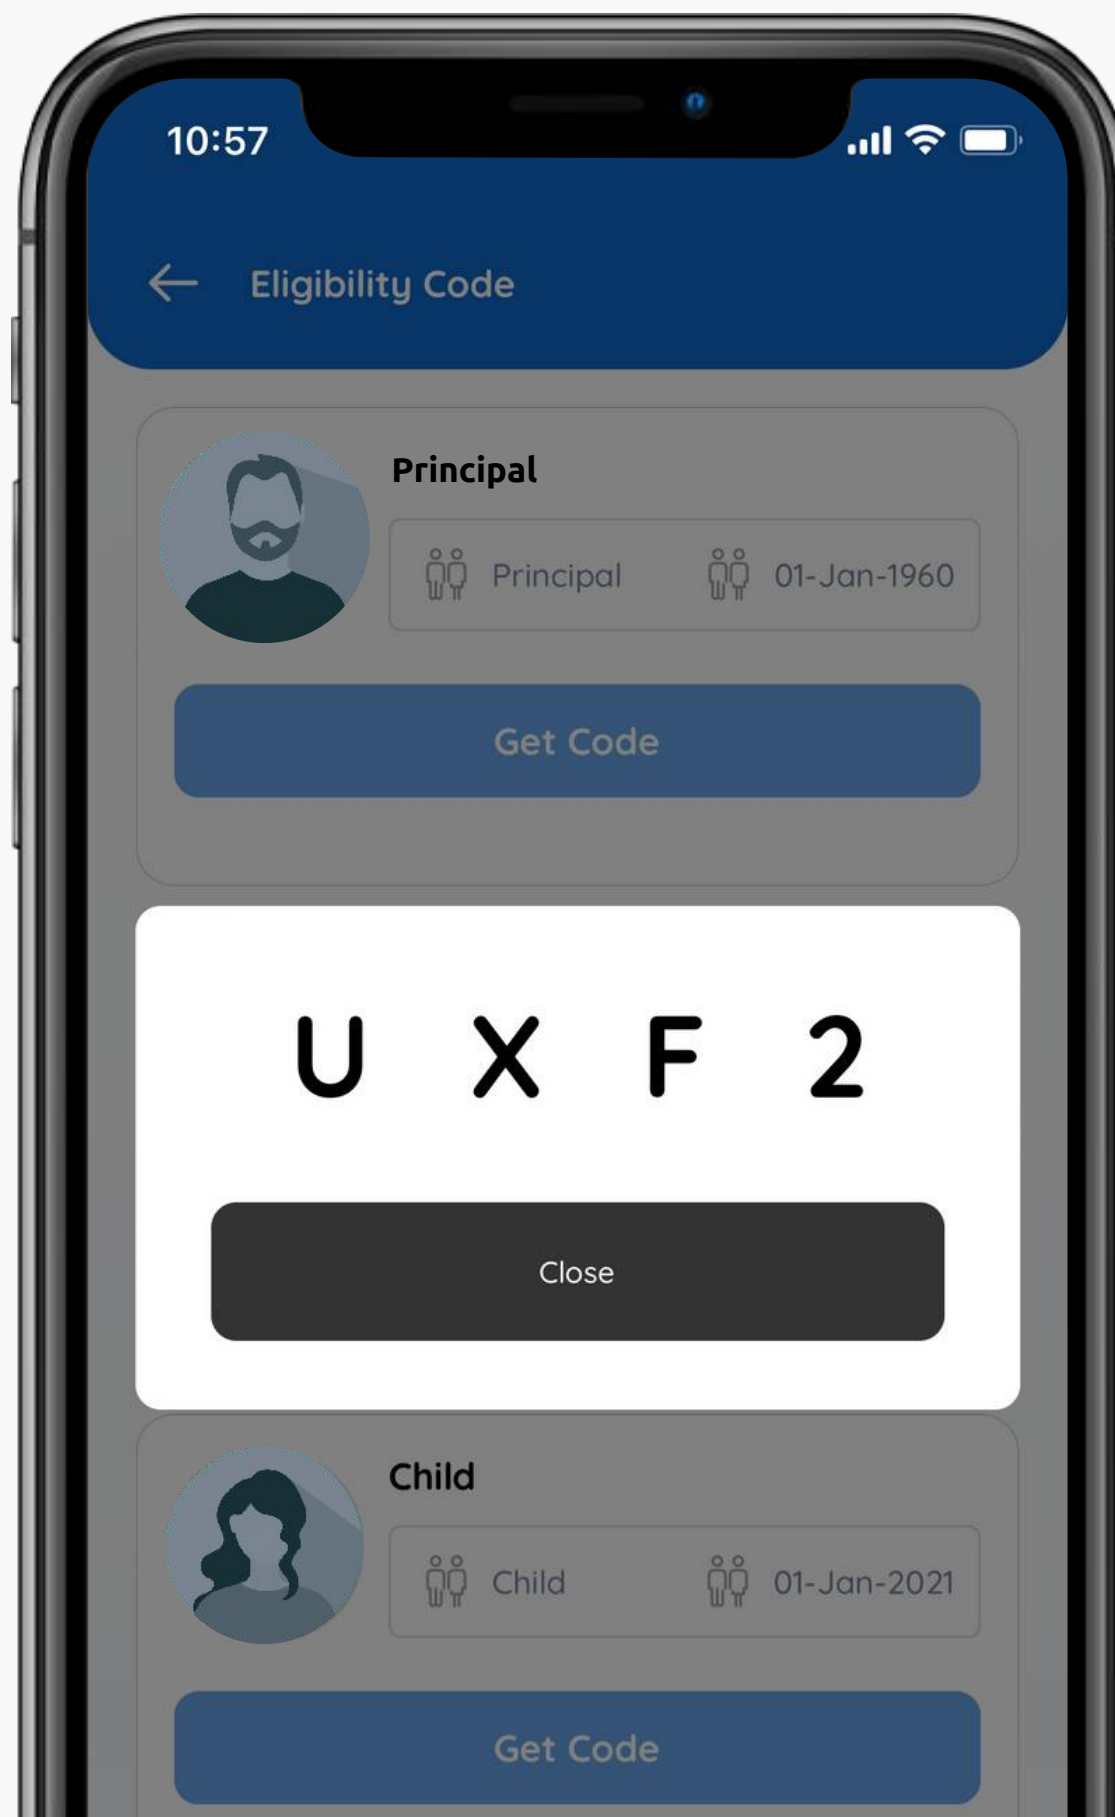 10:57
Eligibility Code
Principal
Principal 01-Jan-1960
Get Code
U X F 2
Close
Child
Child 01-Jan-2021
Get Code